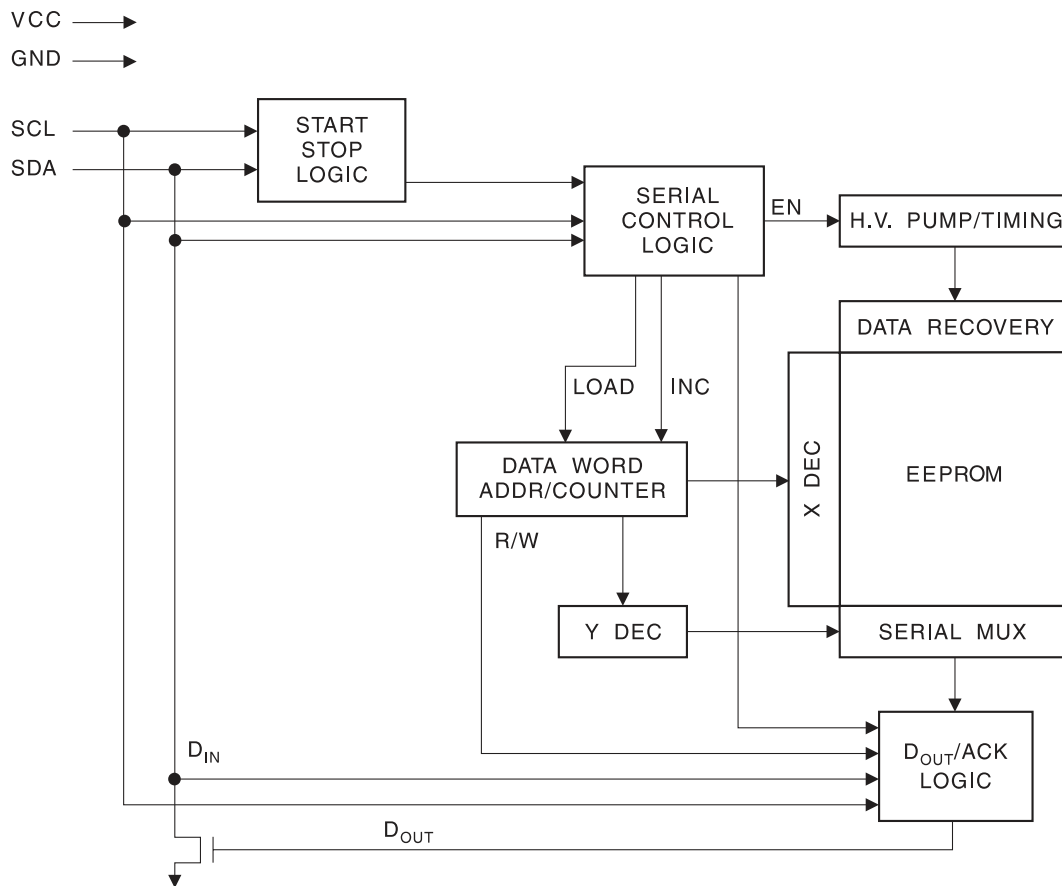 VCC
GND
SCL
SDA
START
STOP
LOGIC
SERIAL
CONTROL
LOGIC
EN
H.V. PUMP/TIMING
DATA RECOVERY
LOAD
INC
DATA WORD
ADDR/COUNTER
X DEC
EEPROM
R/W
Y DEC
SERIAL MUX
DIN
DOUT/ACK
LOGIC
DOUT